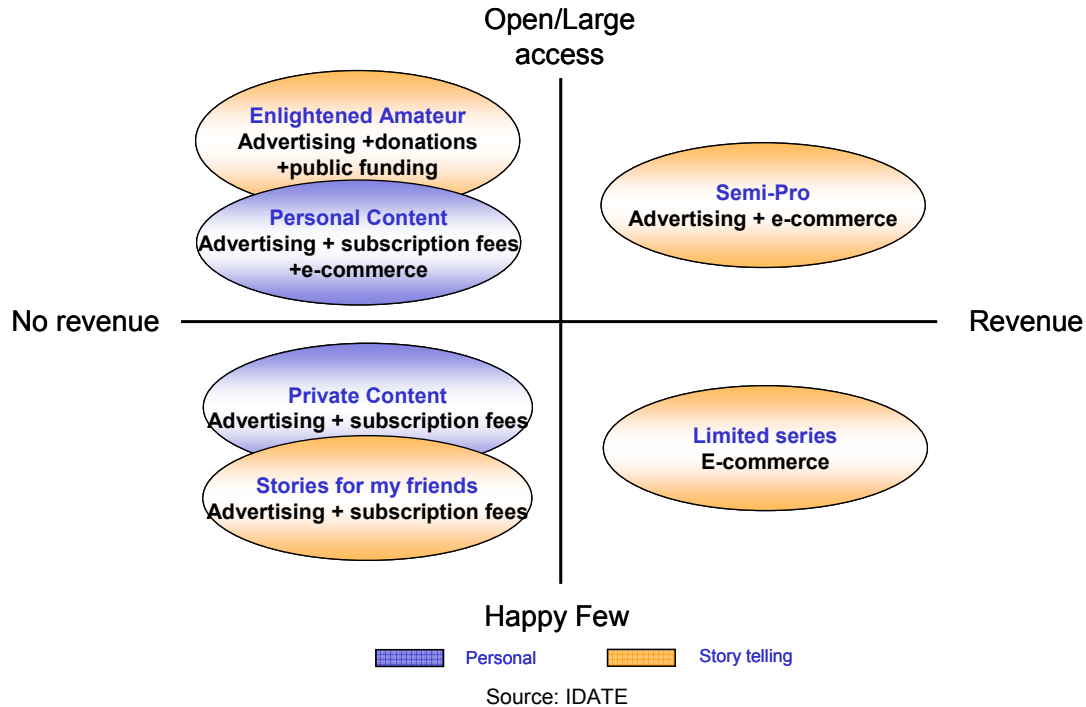 Open/Large
access
Enlightened Amateur
Advertising +donations
+public funding
Personal Content
Advertising + subscription fees
+e-commerce
Semi-Pro
Advertising + e-commerce
No revenue
Revenue
Private Content
Advertising + subscription fees
Stories for my friends
Advertising + subscription fees
Limited series
E-commerce
Happy Few
Personal
Story telling
Source: IDATE